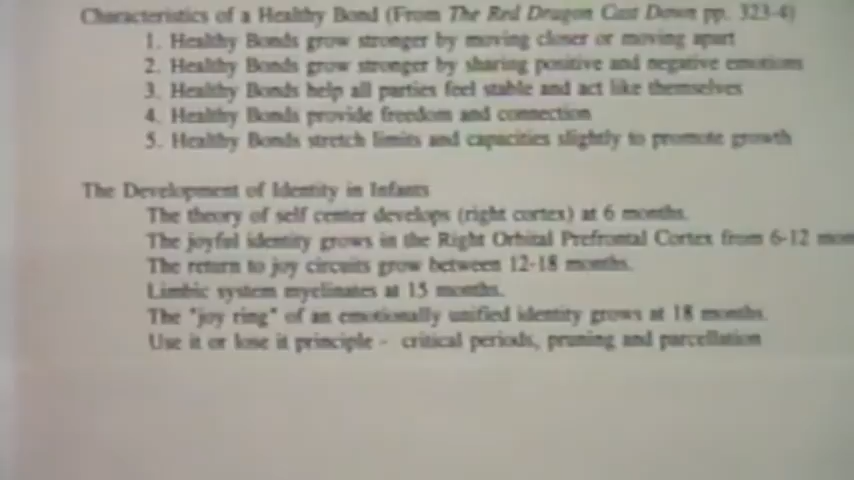 Characteristics of a Healthy Bond (From The Red Dragon Cast Down pp. 323-4)
1. Healthy Bonds grow stronger by moving closer or moving apart
2. Healthy Bonds grow stronger by sharing positive and negative emotions
3. Healthy Bonds help all parties feel stable and act like themselves
4. Healthy Bonds provide freedom and connection
5. Healthy Bonds stretch limits and capacities slightly to promote growth
The Development of Identity in Infants
The theory of self center develops (right cortex) at 6 months.
The joyful identity grows in the Right Orbital Prefrontal Cortex from 6-12 mon
The return to joy circuits grow between 12-18 months.
Limbic system myelinates at 15 months.
The "joy ring" of an emotionally unified identity grows at 18 months.
Use it or lose it principle - critical periods, pruning and parcellation